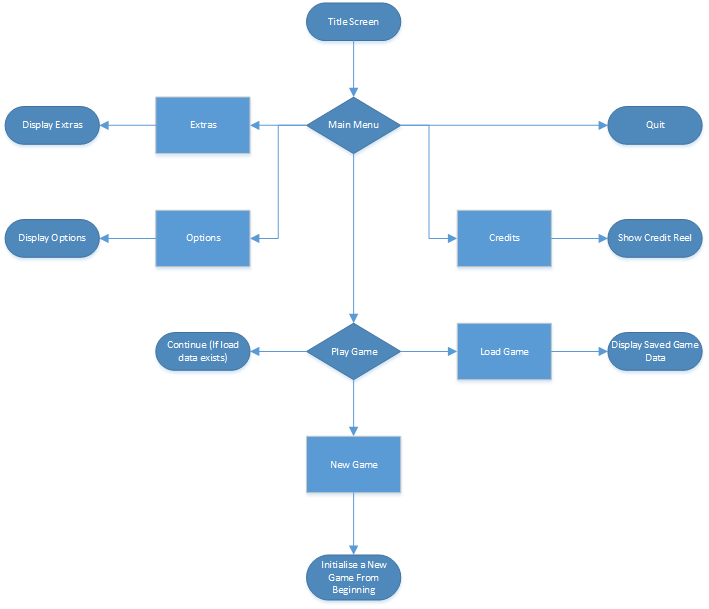 Title Screen
Display Extras
Extras
Main Menu
Quit
Display Options
Options
Credits
Show Credit Reel
Continue (If load
data exists)
Play Game
Load Game
Display Saved Game
Data
New Game
Initialise a New
Game From
Beginning